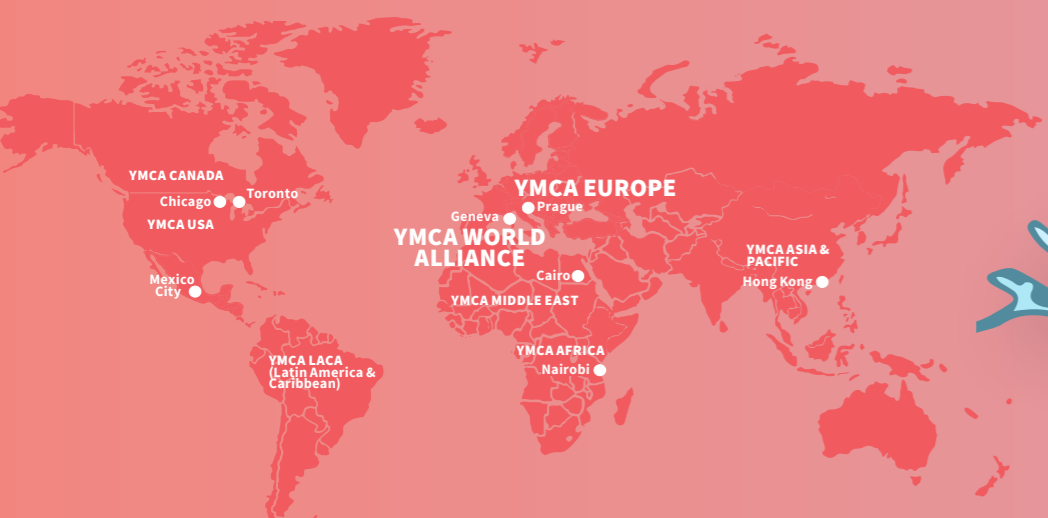 YMCA CANADA
Chicago
Toronto
YMCA USA
Mexico
City
YMCA LACA
(Latin America &
Caribbean)
YMCA EUROPE
Prague
Geneva
YMCA WORLD
ALLIANCE
Cairo
YMCA MIDDLE EAST
YMCA AFRICA
Nairobi
YMCA ASIA &
PACIFIC
Hong Kong